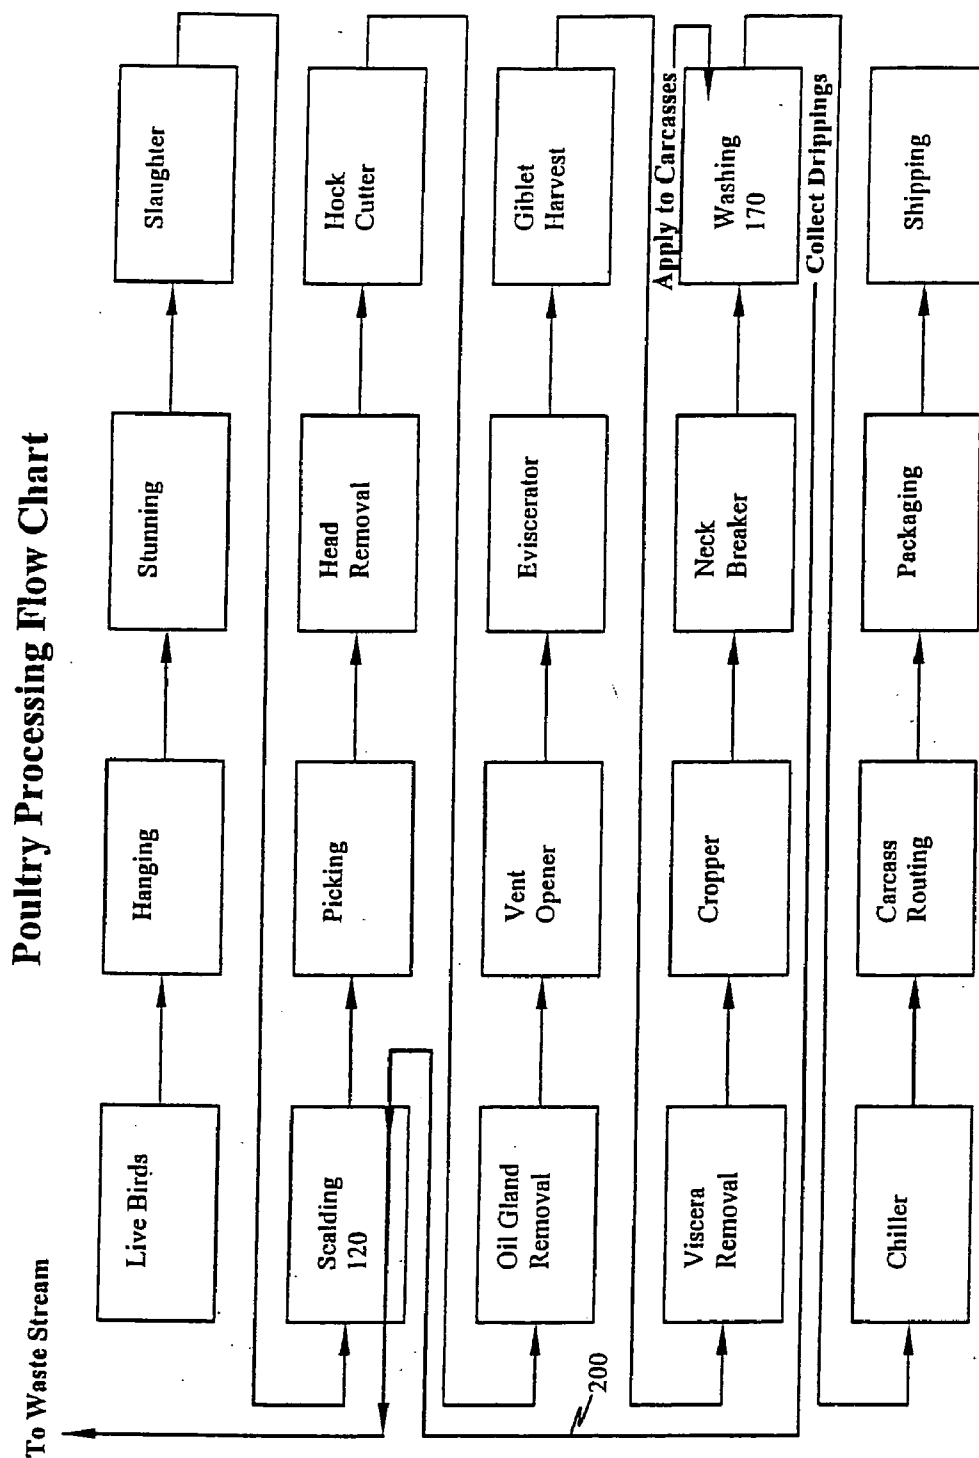 Poultry Processing Flow Chart
To Waste Stream
Live Birds
Hanging
Stunning
Slaughter
Scalding
120
Picking
Head
Removal
Hock
Cutter
Oil Gland
Removal
Vent
Opener
Eviscerator
Giblet
Harvest
Apply to Carcasses
Viscera
Removal
Cropper
Neck
Breaker
Washing
170
Collect Drippings
200
Chiller
Carcass
Routing
Packaging
Shipping